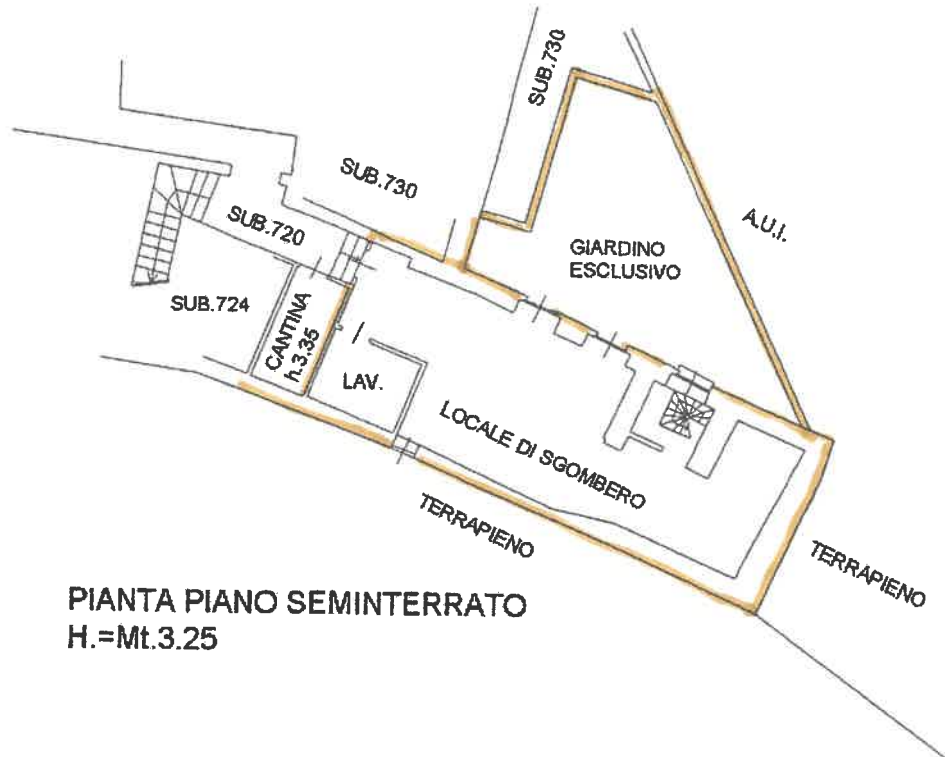 SUB.730
SUB.730
SUB.720
A.U.I.
GIARDINO
ESCLUSIVO
SUB.724
CANTINA
h.3.35
LAV.
LOCALE DI SGOMBERO
TERRAPIENO
TERRAPIENO
PIANTA PIANO SEMINTERRATO
H.=Mt.3.25